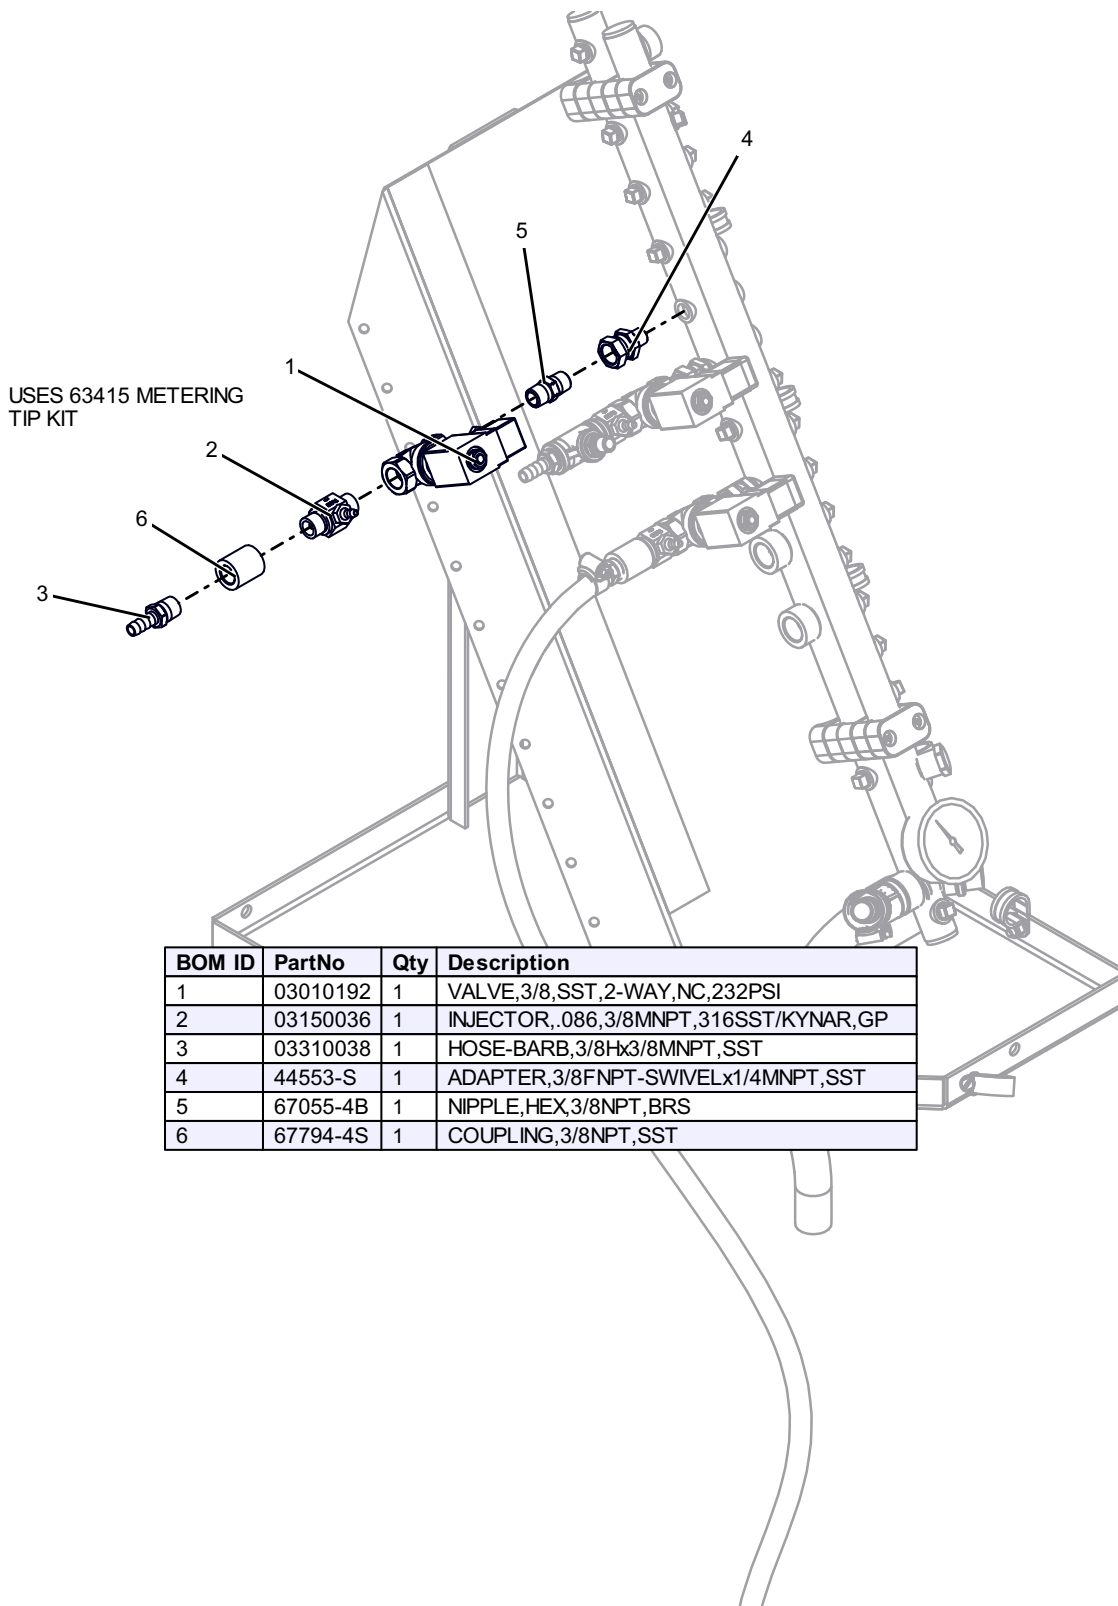 4
5
1
USES 63415 METERING
TIP KIT
2
6
3
BOM ID PartNo Qty Description
1 03010192 1 VALVE,3/8,SST,2-WAY,NC,232PSI
2 03150036 1 INJECTOR,.086,3/8MNPT,316SST/KYNAR,GP
3 03310038 1 HOSE-BARB,3/8Hx3/8MNPT,SST
4 44553-S 1 ADAPTER,3/8FNPT-SWIVELx1/4MNPT,SST
5 67055-4B 1 NIPPLE,HEX,3/8NPT,BRS
6 67794-4S 1 COUPLING,3/8NPT,SST